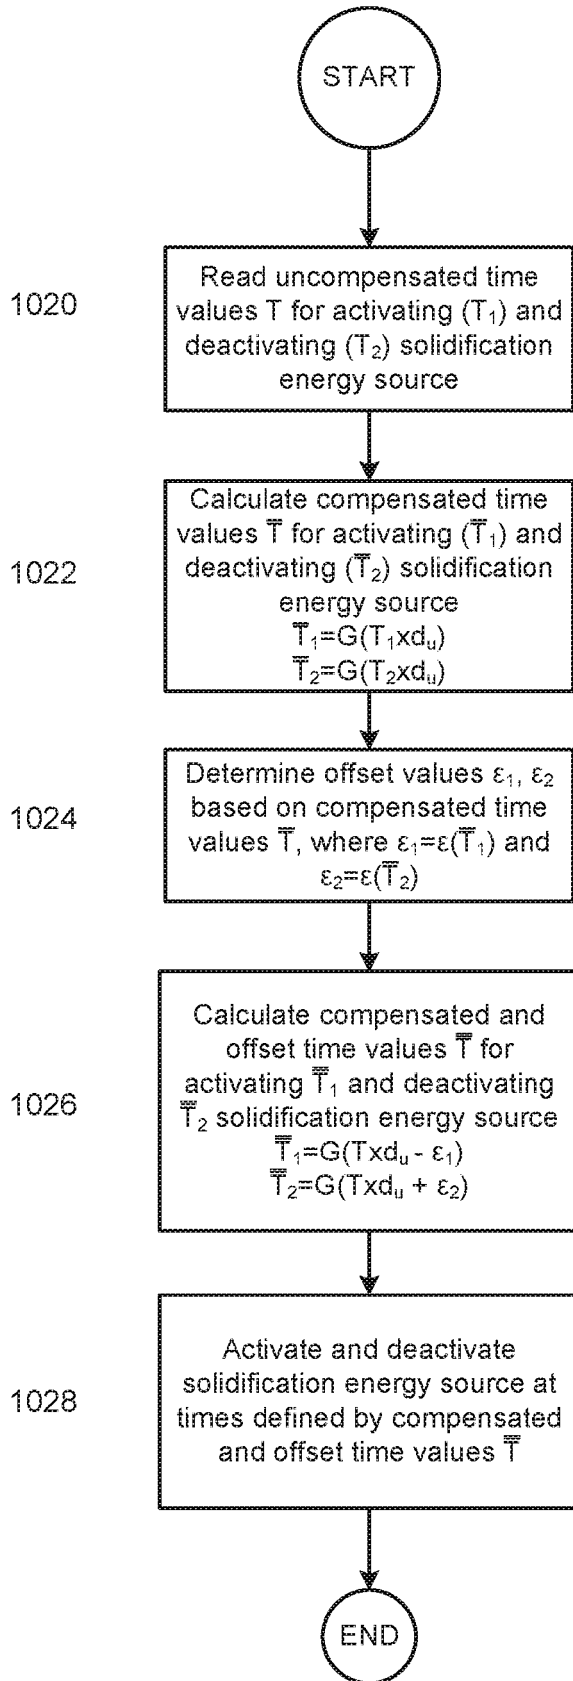 START
1020
Read uncompensated time
values T for activating (T₁) and
deactivating (T₂) solidification
energy source
1022
Calculate compensated time
values T̅ for activating (T̅₁) and
deactivating (T̅₂) solidification
energy source
T̿₁=G(T₁xdᵤ)
T̿₂=G(T₂xdᵤ)
1024
Determine offset values ε₁, ε₂
based on compensated time
values T̿, where ε₁=ε(T̿₁) and
ε₂=ε(T̿₂)
1026
Calculate compensated and
offset time values T̿ for
activating T̿₁ and deactivating
T̿₂ solidification energy source
T̿₁=G(Txdᵤ - ε₁)
T̿₂=G(Txdᵤ + ε₂)
1028
Activate and deactivate
solidification energy source at
times defined by compensated
and offset time values T̿
END